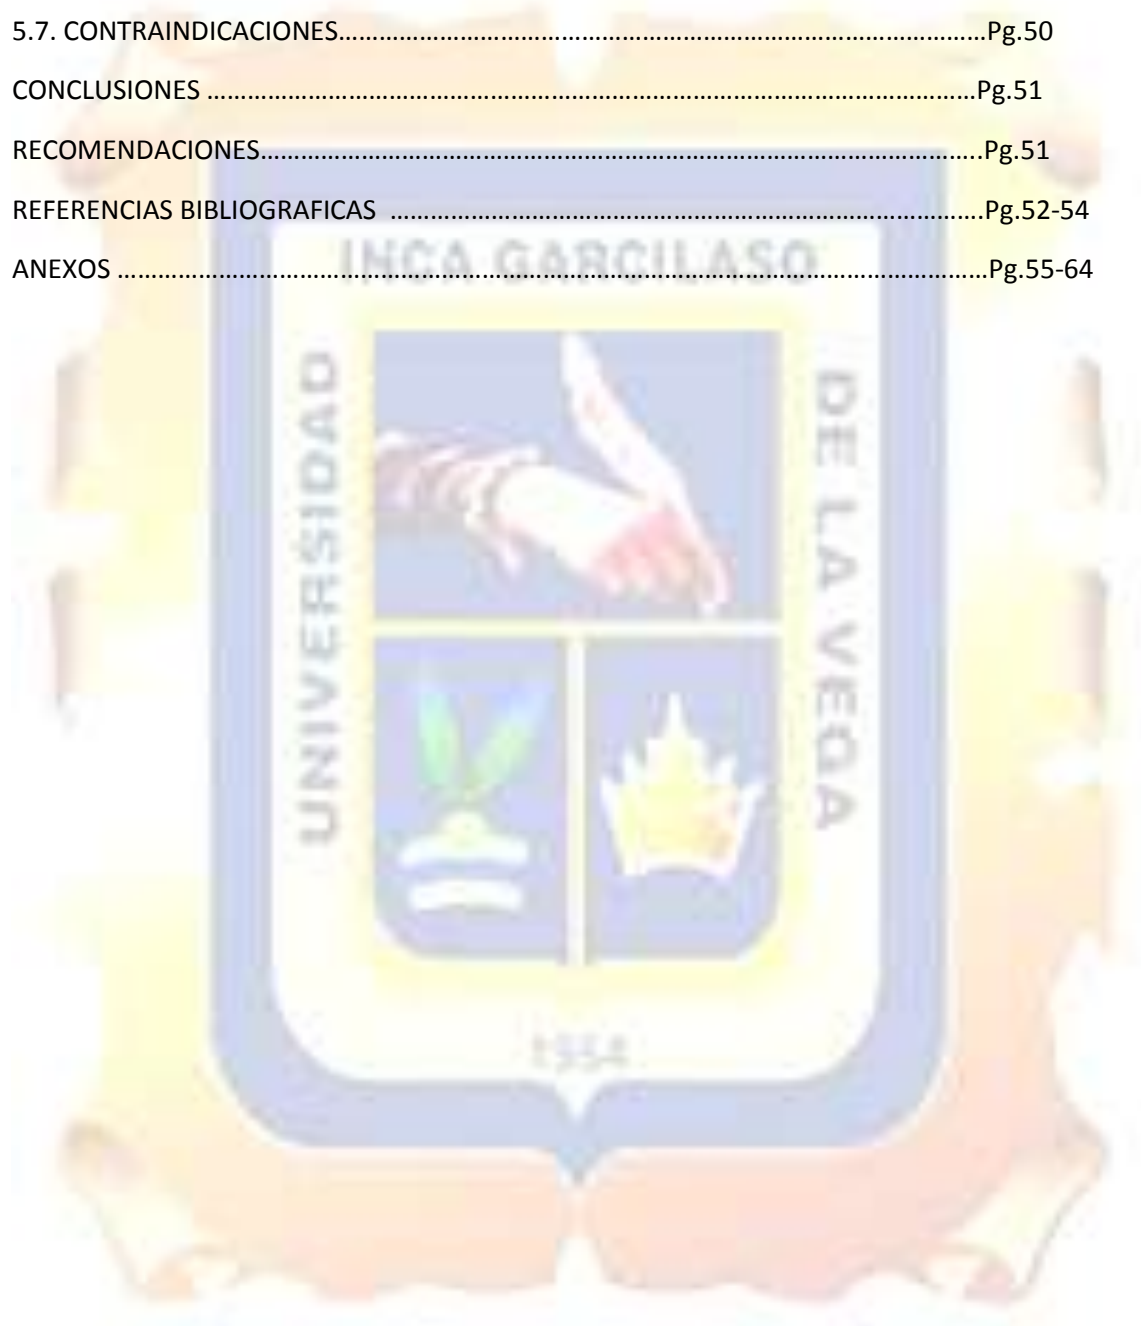 5.7. CONTRAINDICACIONES……………………………………………………………………………………Pg.50
CONCLUSIONES ……………………………………………………………………………………………………Pg.51
RECOMENDACIONES……………………………………………………………………………………………..Pg.51
REFERENCIAS BIBLIOGRAFICAS …………………………………………………………………………….Pg.52-54
ANEXOS …………………………………………………………………………………………………………………Pg.55-64
INCA GARCILASO
UNIVERSIDAD
DE LA VEGA
1954